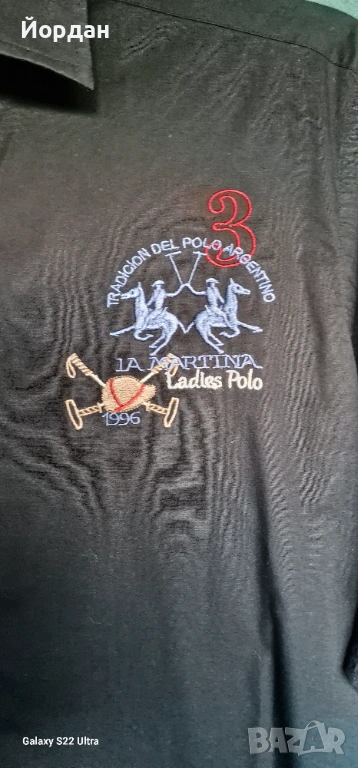 Йордан
3
TRADICION DEL POLO ARGENTINO
LA MARTINA
Ladies Polo
1996
Galaxy S22 Ultra
BAZAR